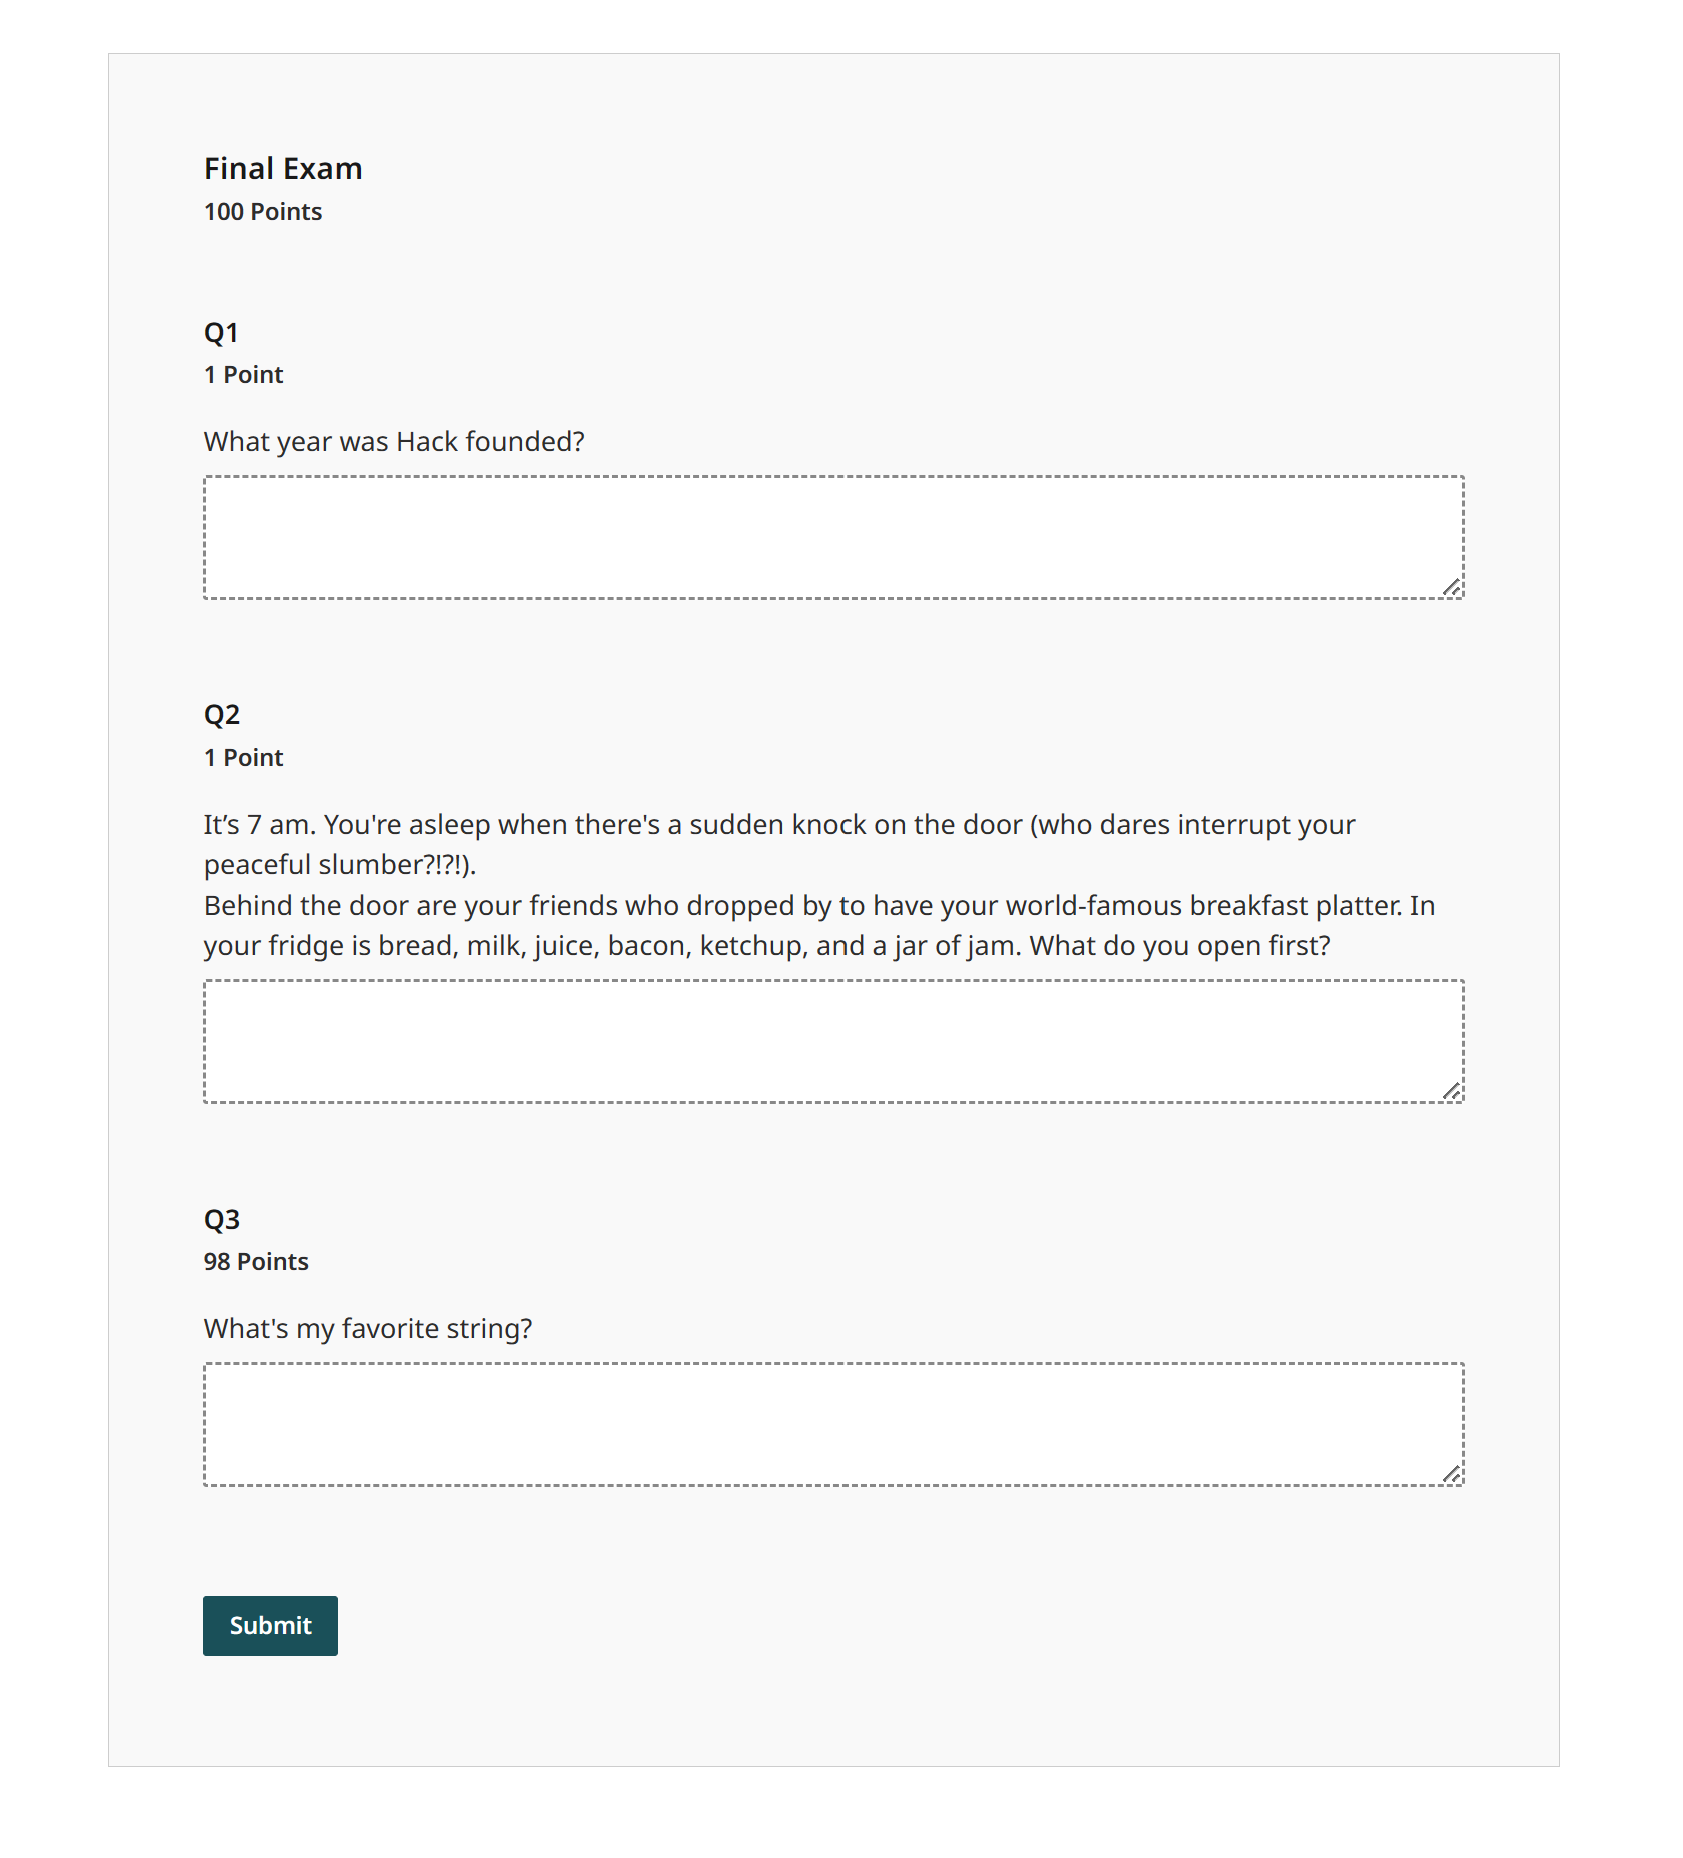 Final Exam
100 Points
Q1
1 Point
What year was Hack founded?
Q2
1 Point
It’s 7 am. You're asleep when there's a sudden knock on the door (who dares interrupt your
peaceful slumber?!?!).
Behind the door are your friends who dropped by to have your world-famous breakfast platter. In
your fridge is bread, milk, juice, bacon, ketchup, and a jar of jam. What do you open first?
Q3
98 Points
What's my favorite string?
Submit